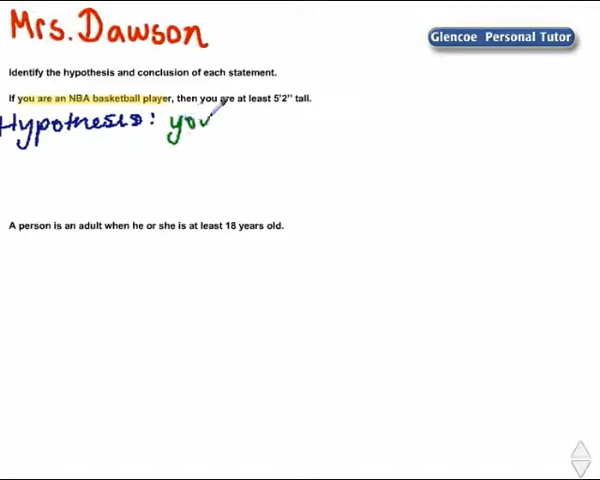 Mrs. Dawson
Glencoe Personal Tutor
Identify the hypothesis and conclusion of each statement.
If you are an NBA basketball player, then you are at least 5'2" tall.
Hypothesis: you
A person is an adult when he or she is at least 18 years old.